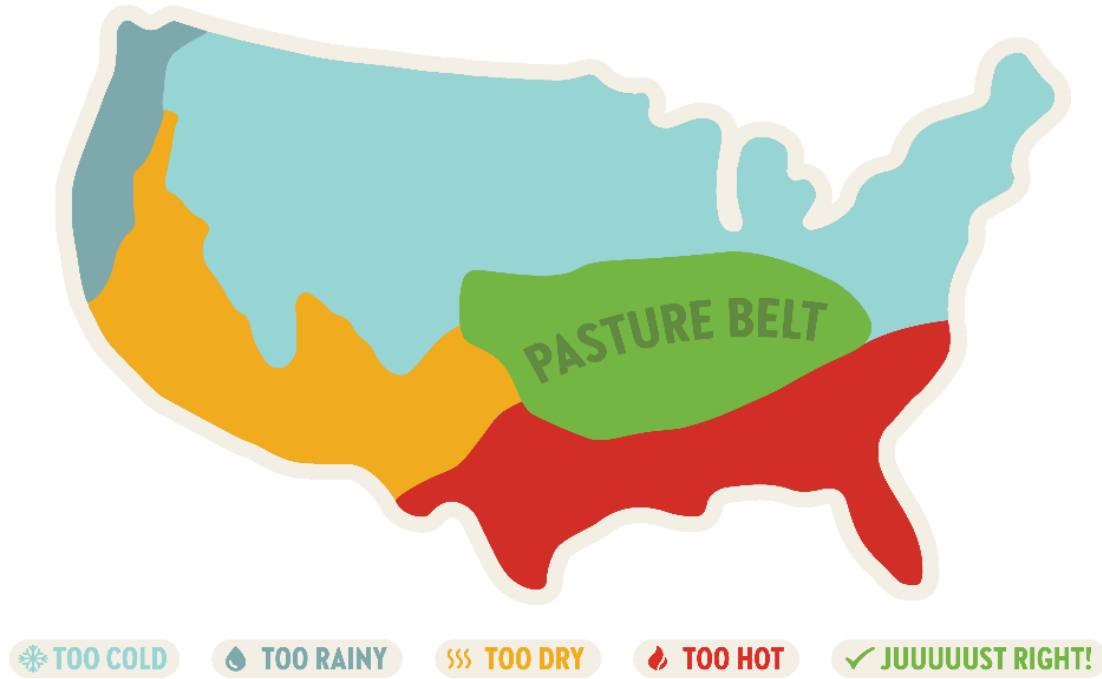 PASTURE BELT
TOO COLD
TOO RAINY
TOO DRY
TOO HOT
JUUUUUST RIGHT!